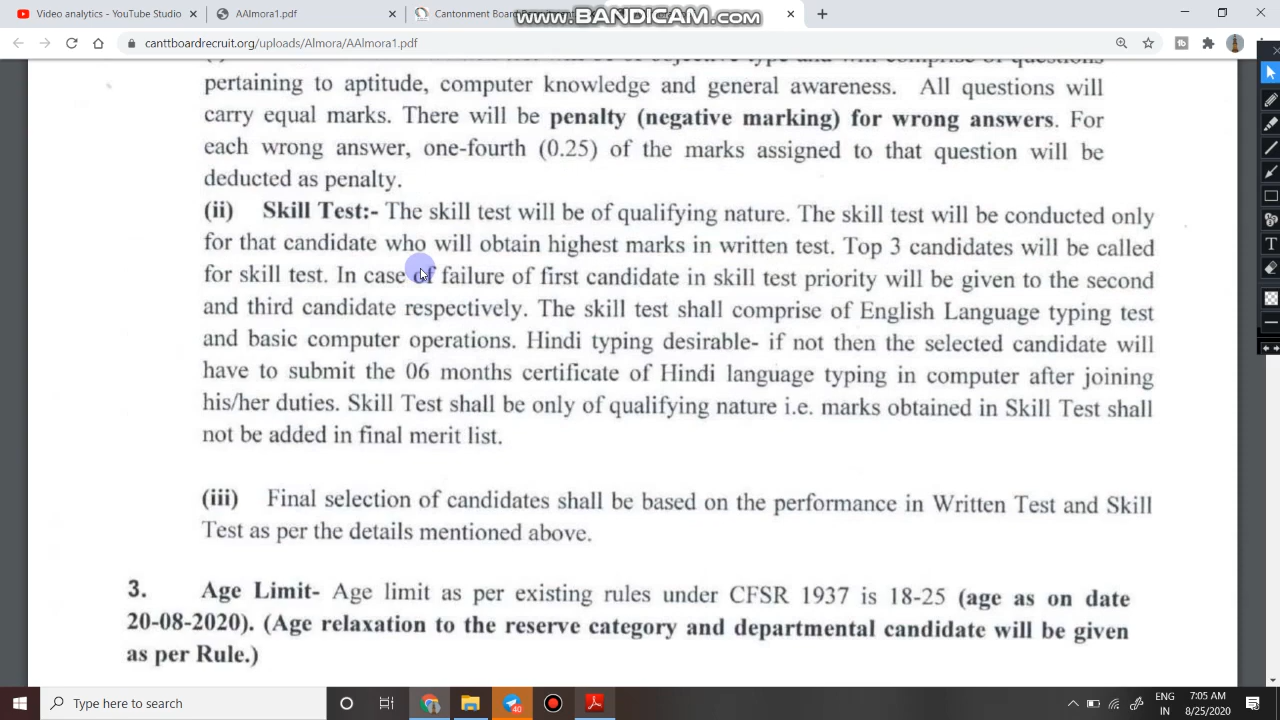 Video analytics - YouTube Studio
AAlmora1.pdf
Cantonment Board
www.BANDICAM.com
canttboardrecruit.org/uploads/Almora/AAlmora1.pdf
pertaining to aptitude, computer knowledge and general awareness. All questions will
carry equal marks. There will be penalty (negative marking) for wrong answers. For
each wrong answer, one-fourth (0.25) of the marks assigned to that question will be
deducted as penalty.
(ii) Skill Test:- The skill test will be of qualifying nature. The skill test will be conducted only
for that candidate who will obtain highest marks in written test. Top 3 candidates will be called
for skill test. In case of failure of first candidate in skill test priority will be given to the second
and third candidate respectively. The skill test shall comprise of English Language typing test
and basic computer operations. Hindi typing desirable- if not then the selected candidate will
have to submit the 06 months certificate of Hindi language typing in computer after joining
his/her duties. Skill Test shall be only of qualifying nature i.e. marks obtained in Skill Test shall
not be added in final merit list.
(iii) Final selection of candidates shall be based on the performance in Written Test and Skill
Test as per the details mentioned above.
3. Age Limit- Age limit as per existing rules under CFSR 1937 is 18-25 (age as on date
20-08-2020). (Age relaxation to the reserve category and departmental candidate will be given
as per Rule.)
Type here to search
40
ENG
IN
7:05 AM
8/25/2020